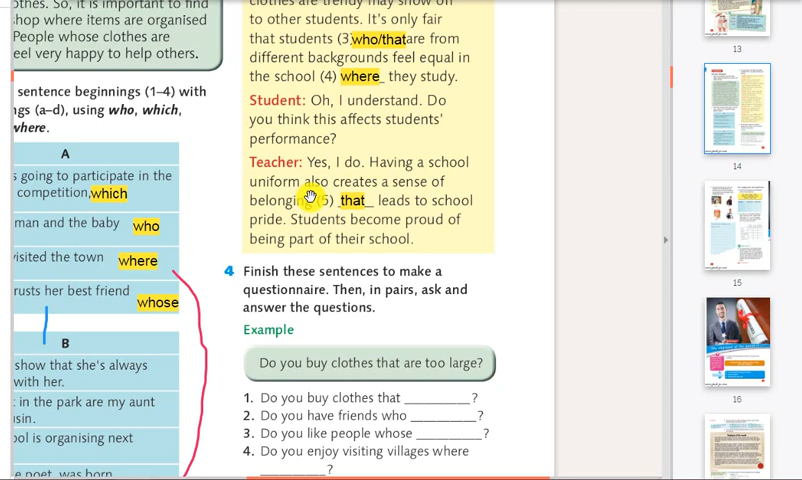 othes. So, it is important to find
hop where items are organised
People whose clothes are
eel very happy to help others.
sentence beginnings (1–4) with
ngs (a–d), using who, which,
where.
A
s going to participate in the
competition, which
man and the baby who
visited the town where
rusts her best friend whose
B
show that she's always
with her.
in the park are my aunt
usin.
ool is organising next
e poet, was born
clothes are trendy may show off
to other students. It's only fair
that students (3) who/that are from
different backgrounds feel equal in
the school (4) where they study.
Student: Oh, I understand. Do
you think this affects students'
performance?
Teacher: Yes, I do. Having a school
uniform also creates a sense of
belonging (5) that leads to school
pride. Students become proud of
being part of their school.
4 Finish these sentences to make a
questionnaire. Then, in pairs, ask and
answer the questions.
Example
Do you buy clothes that are too large?
1. Do you buy clothes that __________?
2. Do you have friends who __________?
3. Do you like people whose __________?
4. Do you enjoy visiting villages where
__________?
13
14
15
16